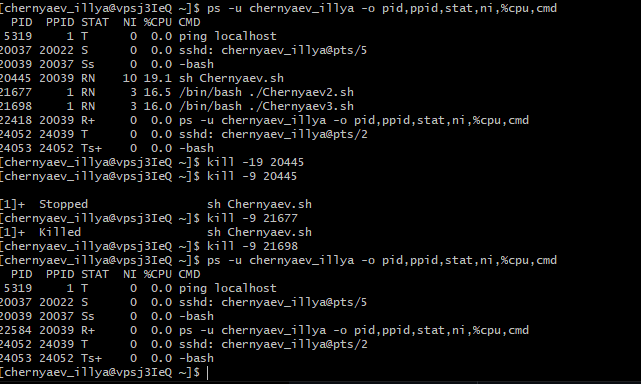 [chernyaev_illya@vpsj3IeQ ~]$ ps -u chernyaev_illya -o pid,ppid,stat,ni,%cpu,cmd
  PID  PPID STAT  NI %CPU CMD
 5319     1 T      0  0.0 ping localhost
20037 20022 S      0  0.0 sshd: chernyaev_illya@pts/5
20039 20037 Ss     0  0.0 -bash
20445 20039 RN    10 19.1 sh Chernyaev.sh
21677     1 RN     3 16.5 /bin/bash ./Chernyaev2.sh
21698     1 RN     3 16.0 /bin/bash ./Chernyaev3.sh
22418 20039 R+     0  0.0 ps -u chernyaev_illya -o pid,ppid,stat,ni,%cpu,cmd
24052 24039 T      0  0.0 sshd: chernyaev_illya@pts/2
24053 24052 Ts+    0  0.0 -bash
[chernyaev_illya@vpsj3IeQ ~]$ kill -19 20445
[chernyaev_illya@vpsj3IeQ ~]$ kill -9 20445
[1]+  Stopped                 sh Chernyaev.sh
[chernyaev_illya@vpsj3IeQ ~]$ kill -9 21677
[1]+  Killed                  sh Chernyaev.sh
[chernyaev_illya@vpsj3IeQ ~]$ kill -9 21698
[chernyaev_illya@vpsj3IeQ ~]$ ps -u chernyaev_illya -o pid,ppid,stat,ni,%cpu,cmd
  PID  PPID STAT  NI %CPU CMD
 5319     1 T      0  0.0 ping localhost
20037 20022 S      0  0.0 sshd: chernyaev_illya@pts/5
20039 20037 Ss     0  0.0 -bash
22584 20039 R+     0  0.0 ps -u chernyaev_illya -o pid,ppid,stat,ni,%cpu,cmd
24052 24039 T      0  0.0 sshd: chernyaev_illya@pts/2
24053 24052 Ts+    0  0.0 -bash
[chernyaev_illya@vpsj3IeQ ~]$